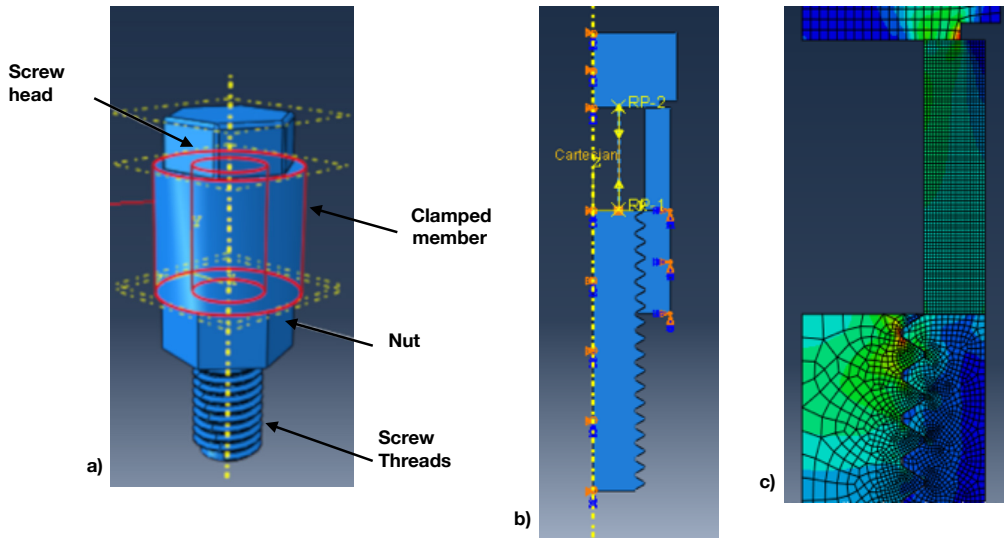 Screw
head
Clamped
member
Nut
Screw
Threads
a)
RP-2
Cartesian
RP-1
b)
c)